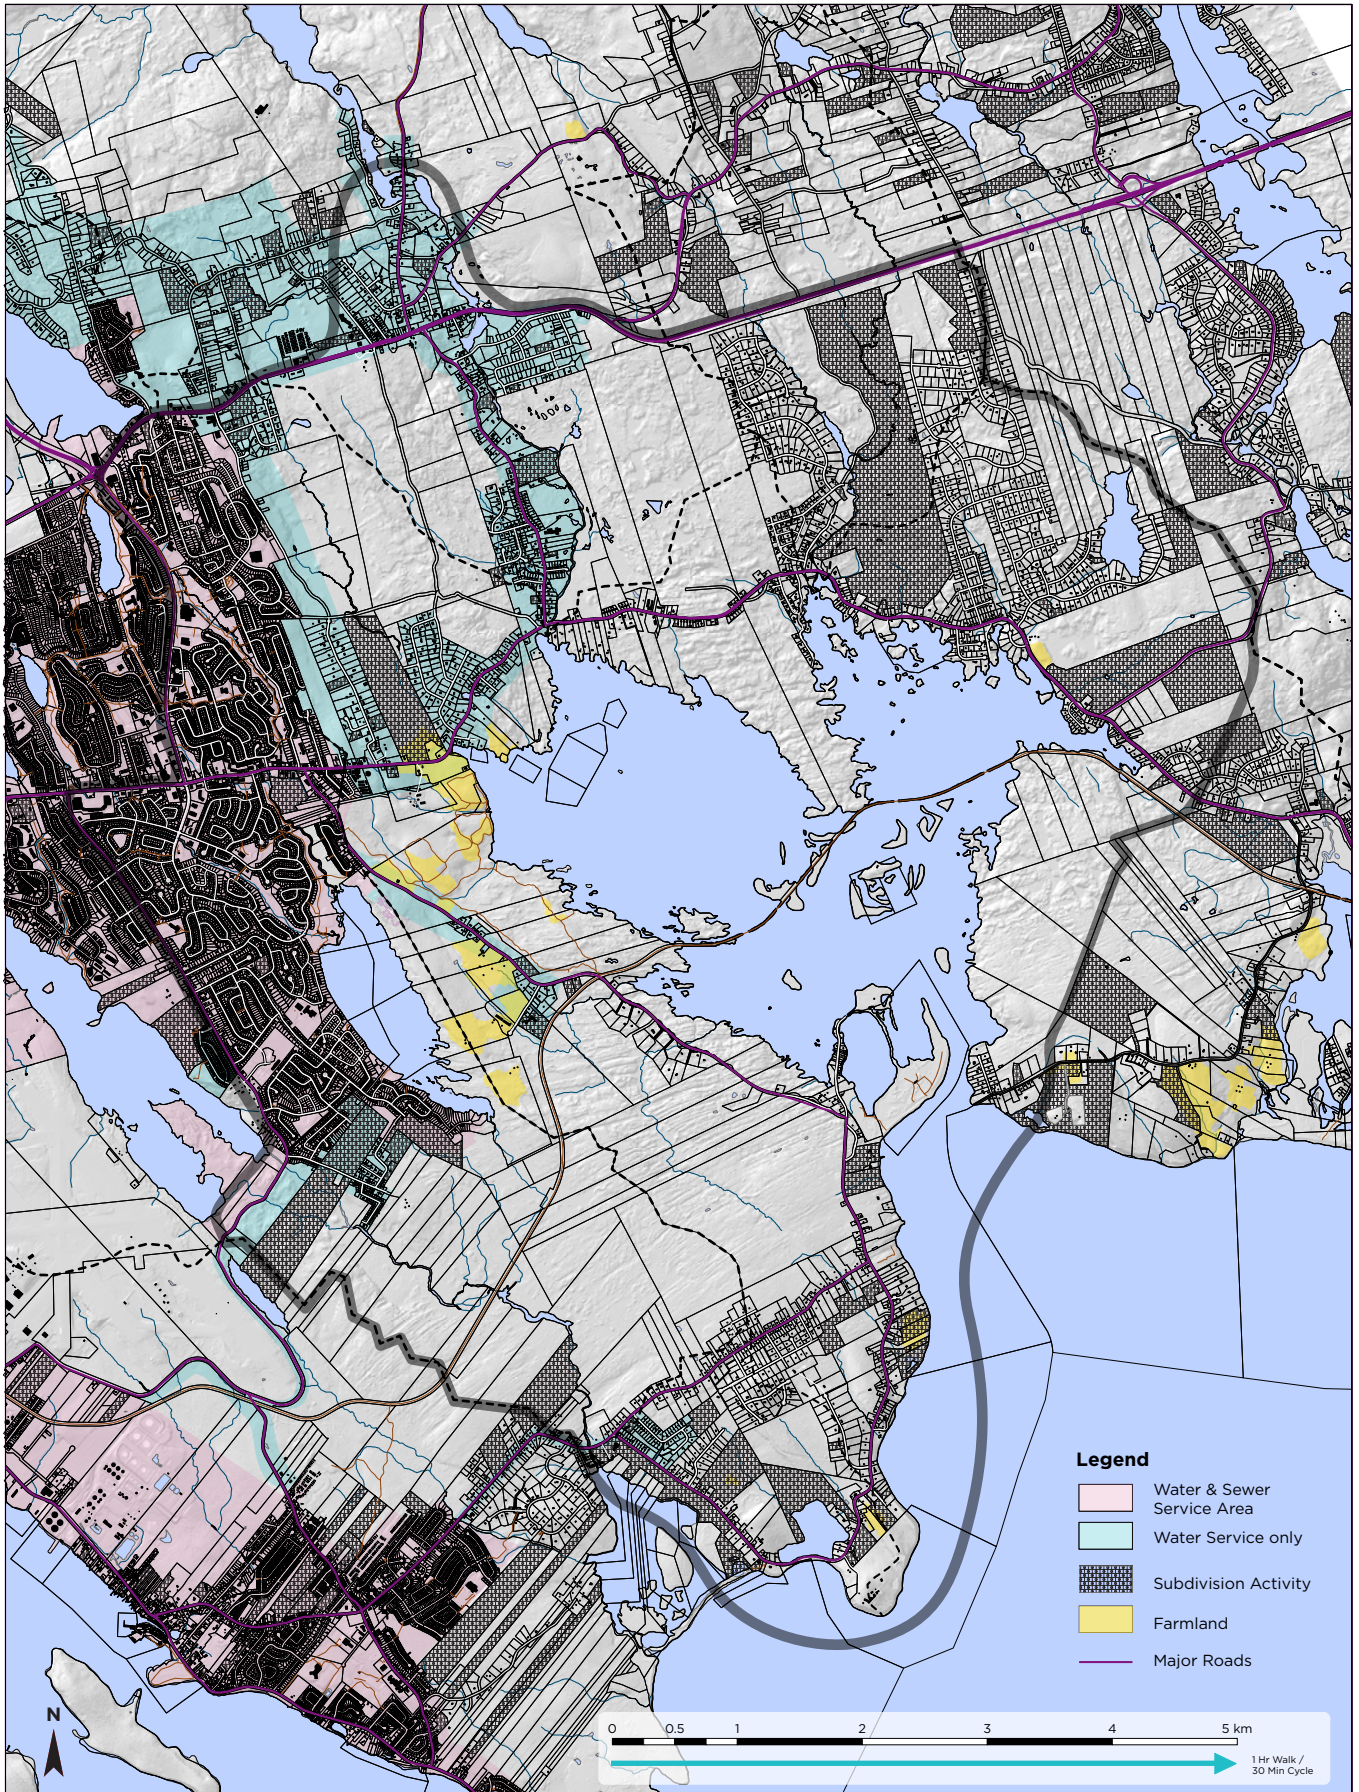 Legend
Water & Sewer
Service Area
Water Service only
Subdivision Activity
Farmland
Major Roads
N
0 0.5 1 2 3 4 5 km
1 Hr Walk /
30 Min Cycle